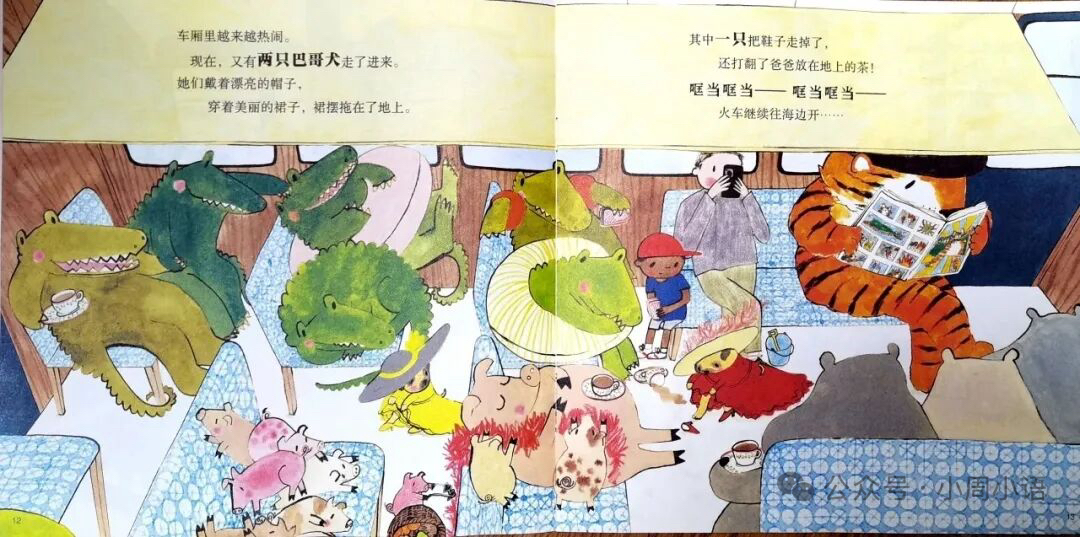 车厢里越来越热闹。
现在，又有两只巴哥犬走了进来。
她们戴着漂亮的帽子，
穿着美丽的裙子，裙摆拖在了地上。
其中一只把鞋子走掉了，
还打翻了爸爸放在地上的茶！
哐当哐当—— 哐当哐当——
火车继续往海边开……
公众号·小周小语
12
13